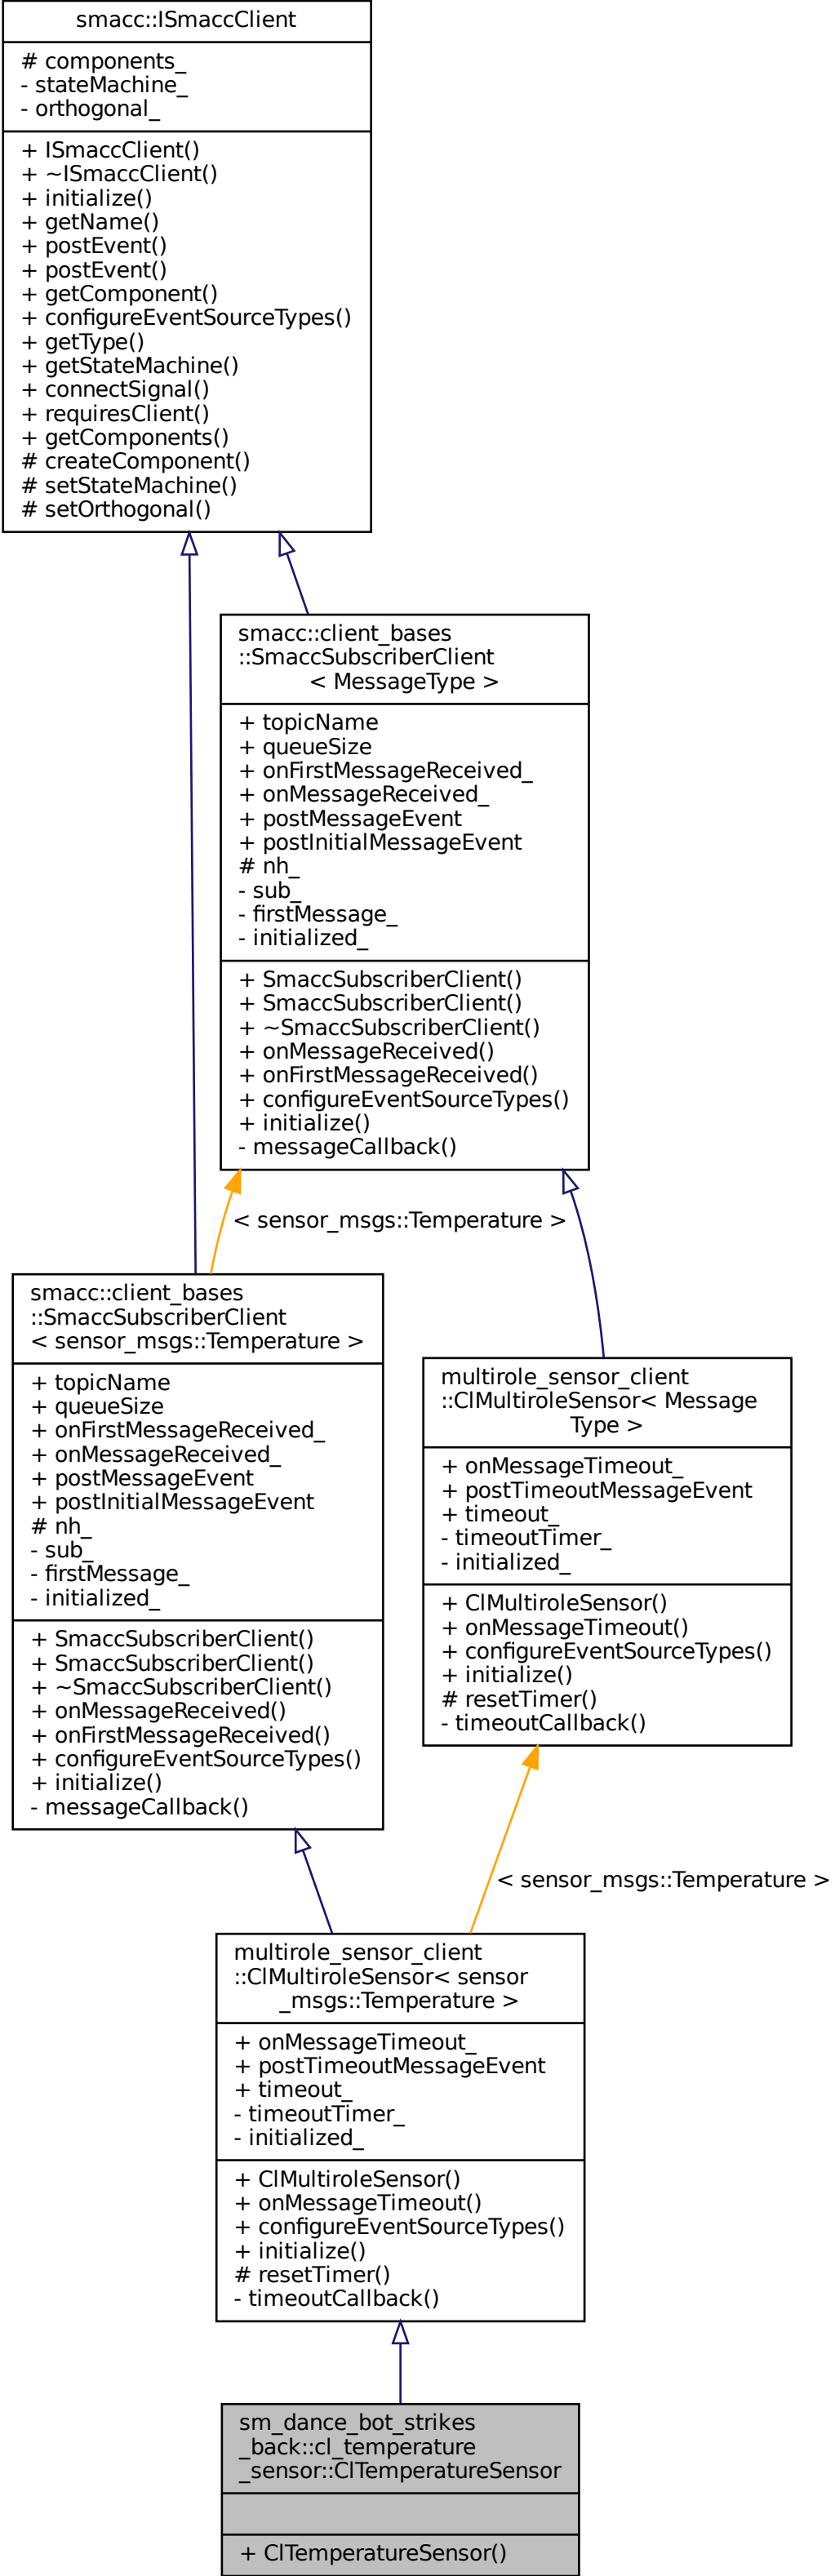 smacc::ISmaccClient
# components_
- stateMachine_
- orthogonal_
+ ISmaccClient()
+ ~ISmaccClient()
+ initialize()
+ getName()
+ postEvent()
+ postEvent()
+ getComponent()
+ configureEventSourceTypes()
+ getType()
+ getStateMachine()
+ connectSignal()
+ requiresClient()
+ getComponents()
# createComponent()
# setStateMachine()
# setOrthogonal()
smacc::client_bases
::SmaccSubscriberClient
< MessageType >
+ topicName
+ queueSize
+ onFirstMessageReceived_
+ onMessageReceived_
+ postMessageEvent
+ postInitialMessageEvent
# nh_
- sub_
- firstMessage_
- initialized_
+ SmaccSubscriberClient()
+ SmaccSubscriberClient()
+ ~SmaccSubscriberClient()
+ onMessageReceived()
+ onFirstMessageReceived()
+ configureEventSourceTypes()
+ initialize()
- messageCallback()
< sensor_msgs::Temperature >
smacc::client_bases
::SmaccSubscriberClient
< sensor_msgs::Temperature >
+ topicName
+ queueSize
+ onFirstMessageReceived_
+ onMessageReceived_
+ postMessageEvent
+ postInitialMessageEvent
# nh_
- sub_
- firstMessage_
- initialized_
+ SmaccSubscriberClient()
+ SmaccSubscriberClient()
+ ~SmaccSubscriberClient()
+ onMessageReceived()
+ onFirstMessageReceived()
+ configureEventSourceTypes()
+ initialize()
- messageCallback()
multirole_sensor_client
::ClMultiroleSensor< Message
Type >
+ onMessageTimeout_
+ postTimeoutMessageEvent
+ timeout_
- timeoutTimer_
- initialized_
+ ClMultiroleSensor()
+ onMessageTimeout()
+ configureEventSourceTypes()
+ initialize()
# resetTimer()
- timeoutCallback()
< sensor_msgs::Temperature >
multirole_sensor_client
::ClMultiroleSensor< sensor
_msgs::Temperature >
+ onMessageTimeout_
+ postTimeoutMessageEvent
+ timeout_
- timeoutTimer_
- initialized_
+ ClMultiroleSensor()
+ onMessageTimeout()
+ configureEventSourceTypes()
+ initialize()
# resetTimer()
- timeoutCallback()
sm_dance_bot_strikes
_back::cl_temperature
_sensor::ClTemperatureSensor
+ ClTemperatureSensor()